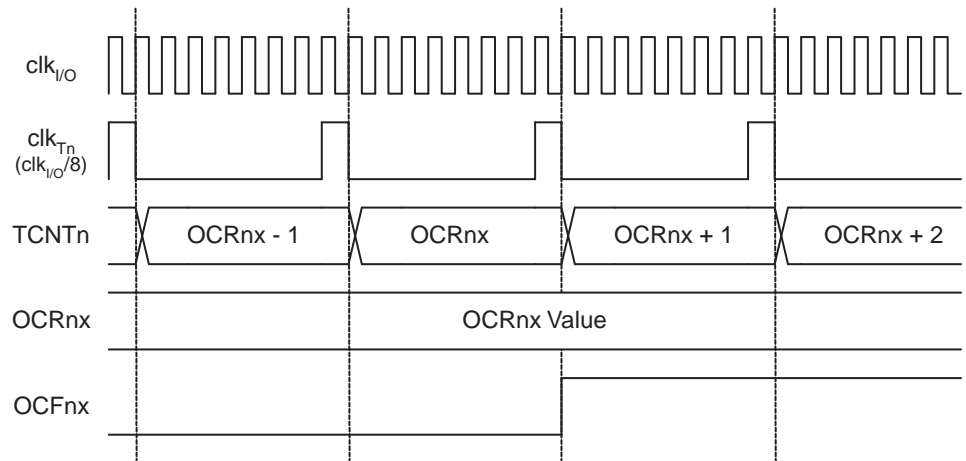 clkI/O
clkTn
(clkI/O/8)
TCNTn
OCRnx - 1
OCRnx
OCRnx + 1
OCRnx + 2
OCRnx
OCRnx Value
OCFnx